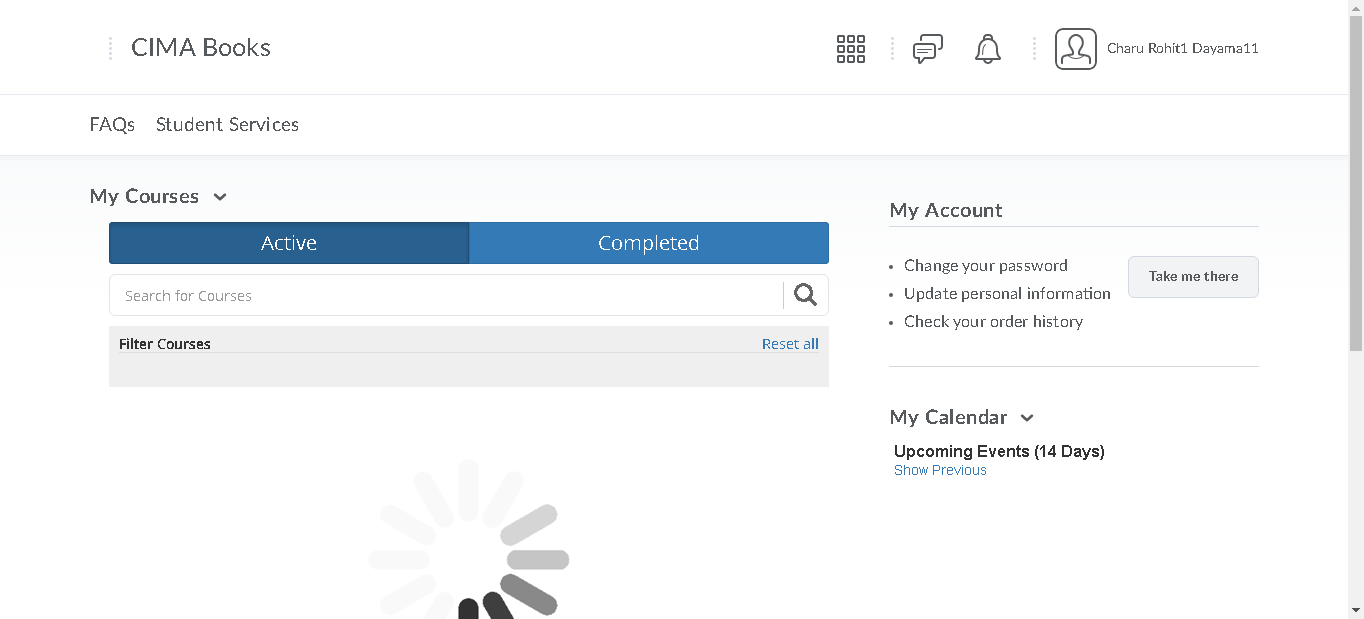 CIMA Books
Charu Rohit1 Dayama11
FAQs Student Services
My Courses
Active Completed
Search for Courses
Filter Courses Reset all
My Account
Change your password
Update personal information
Check your order history
Take me there
My Calendar
Upcoming Events (14 Days)
Show Previous